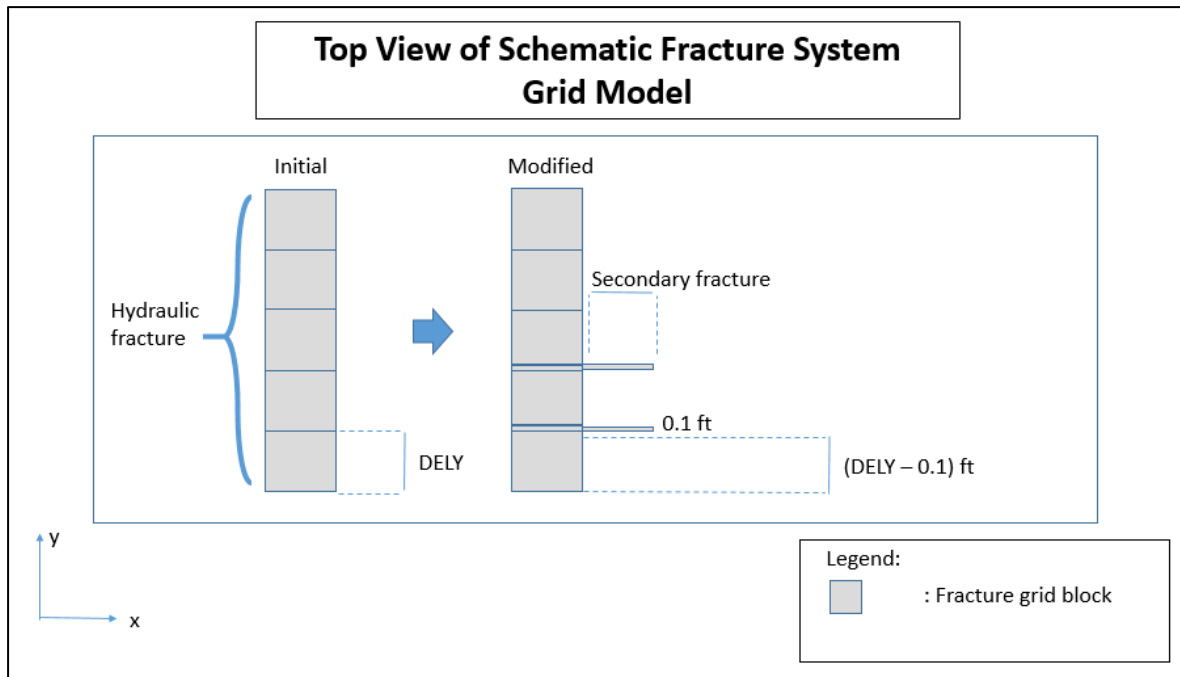 Top View of Schematic Fracture System
Grid Model
Initial
Modified
Secondary fracture
Hydraulic
fracture
0.1 ft
DELY
(DELY – 0.1) ft
y
x
Legend:
: Fracture grid block